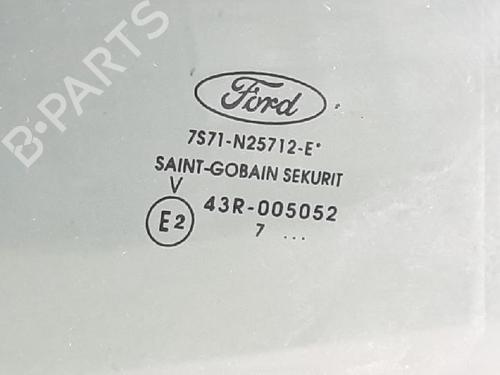 B-PARTS
Ford
7S71-N25712-E*
SAINT-GOBAIN SEKURIT
V
E2 43R-005052
7 ...